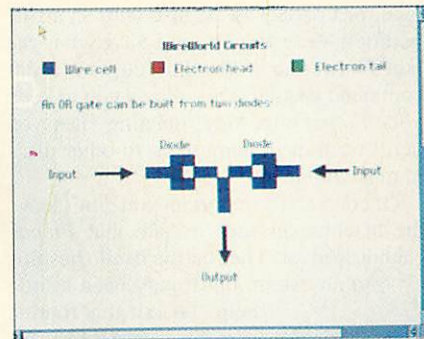 WireWorld Circuits
Wire cell Electron head Electron tail
An OR gate can be built from two diodes:
Diode Diode
Input Input
Output